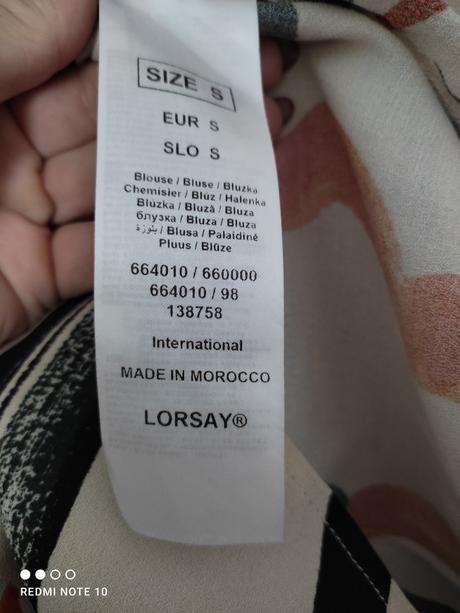 SIZE S
EUR S
SLO S
Blouse / Bluse / Bluzka
Chemisier / Blúz / Halenka
Blúzka / Bluză / Bluza
блузка / Bluza / Bluza
بلوزة / Blusa / Palaidinė
Pluus / Blūze
664010 / 660000
664010 / 98
138758
International
MADE IN MOROCCO
LORSAY®
REDMI NOTE 10